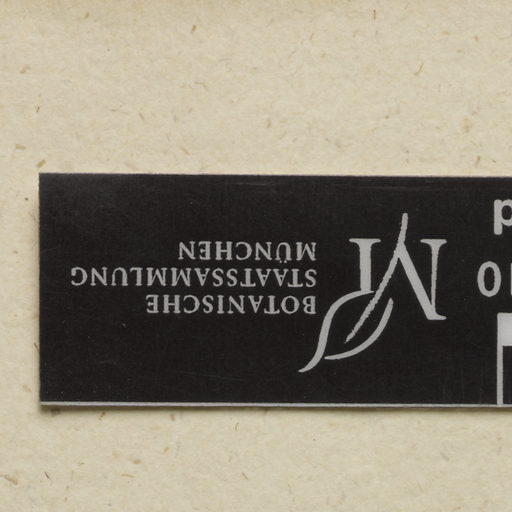 BOTANISCHE
STAATSSAMMLUNG
MÜNCHEN
M